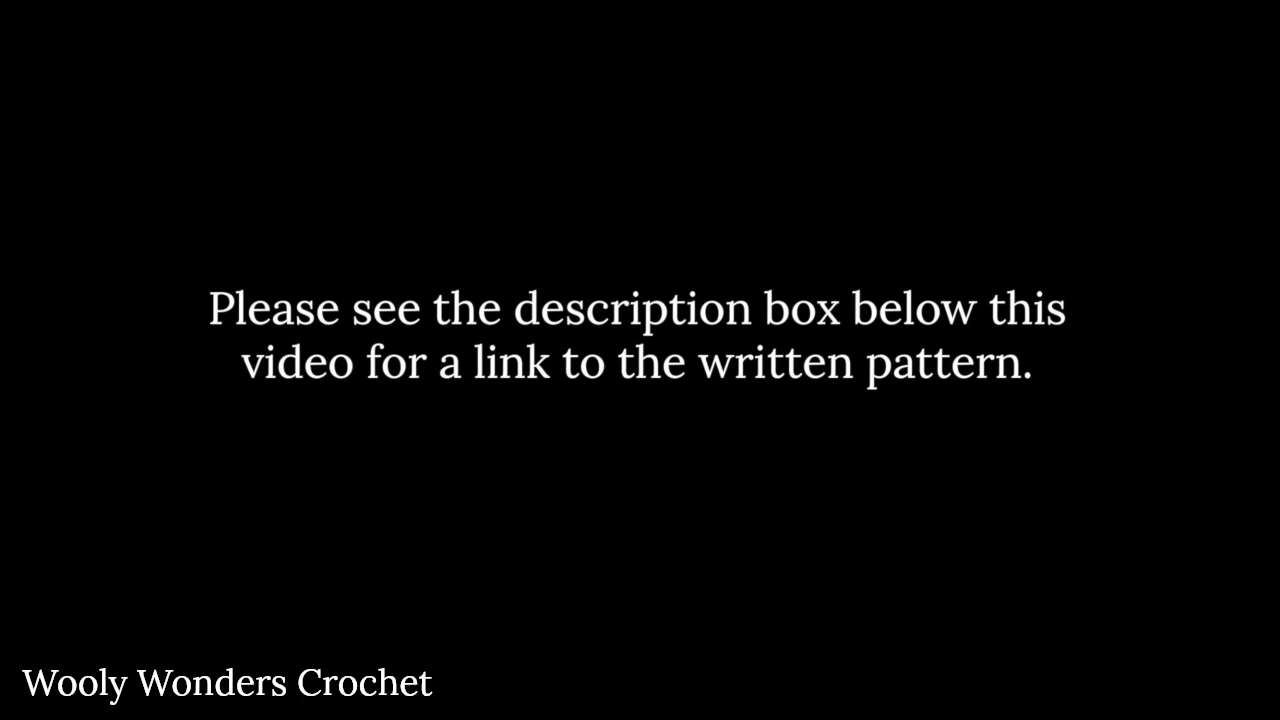 Please see the description box below this
video for a link to the written pattern.
Wooly Wonders Crochet